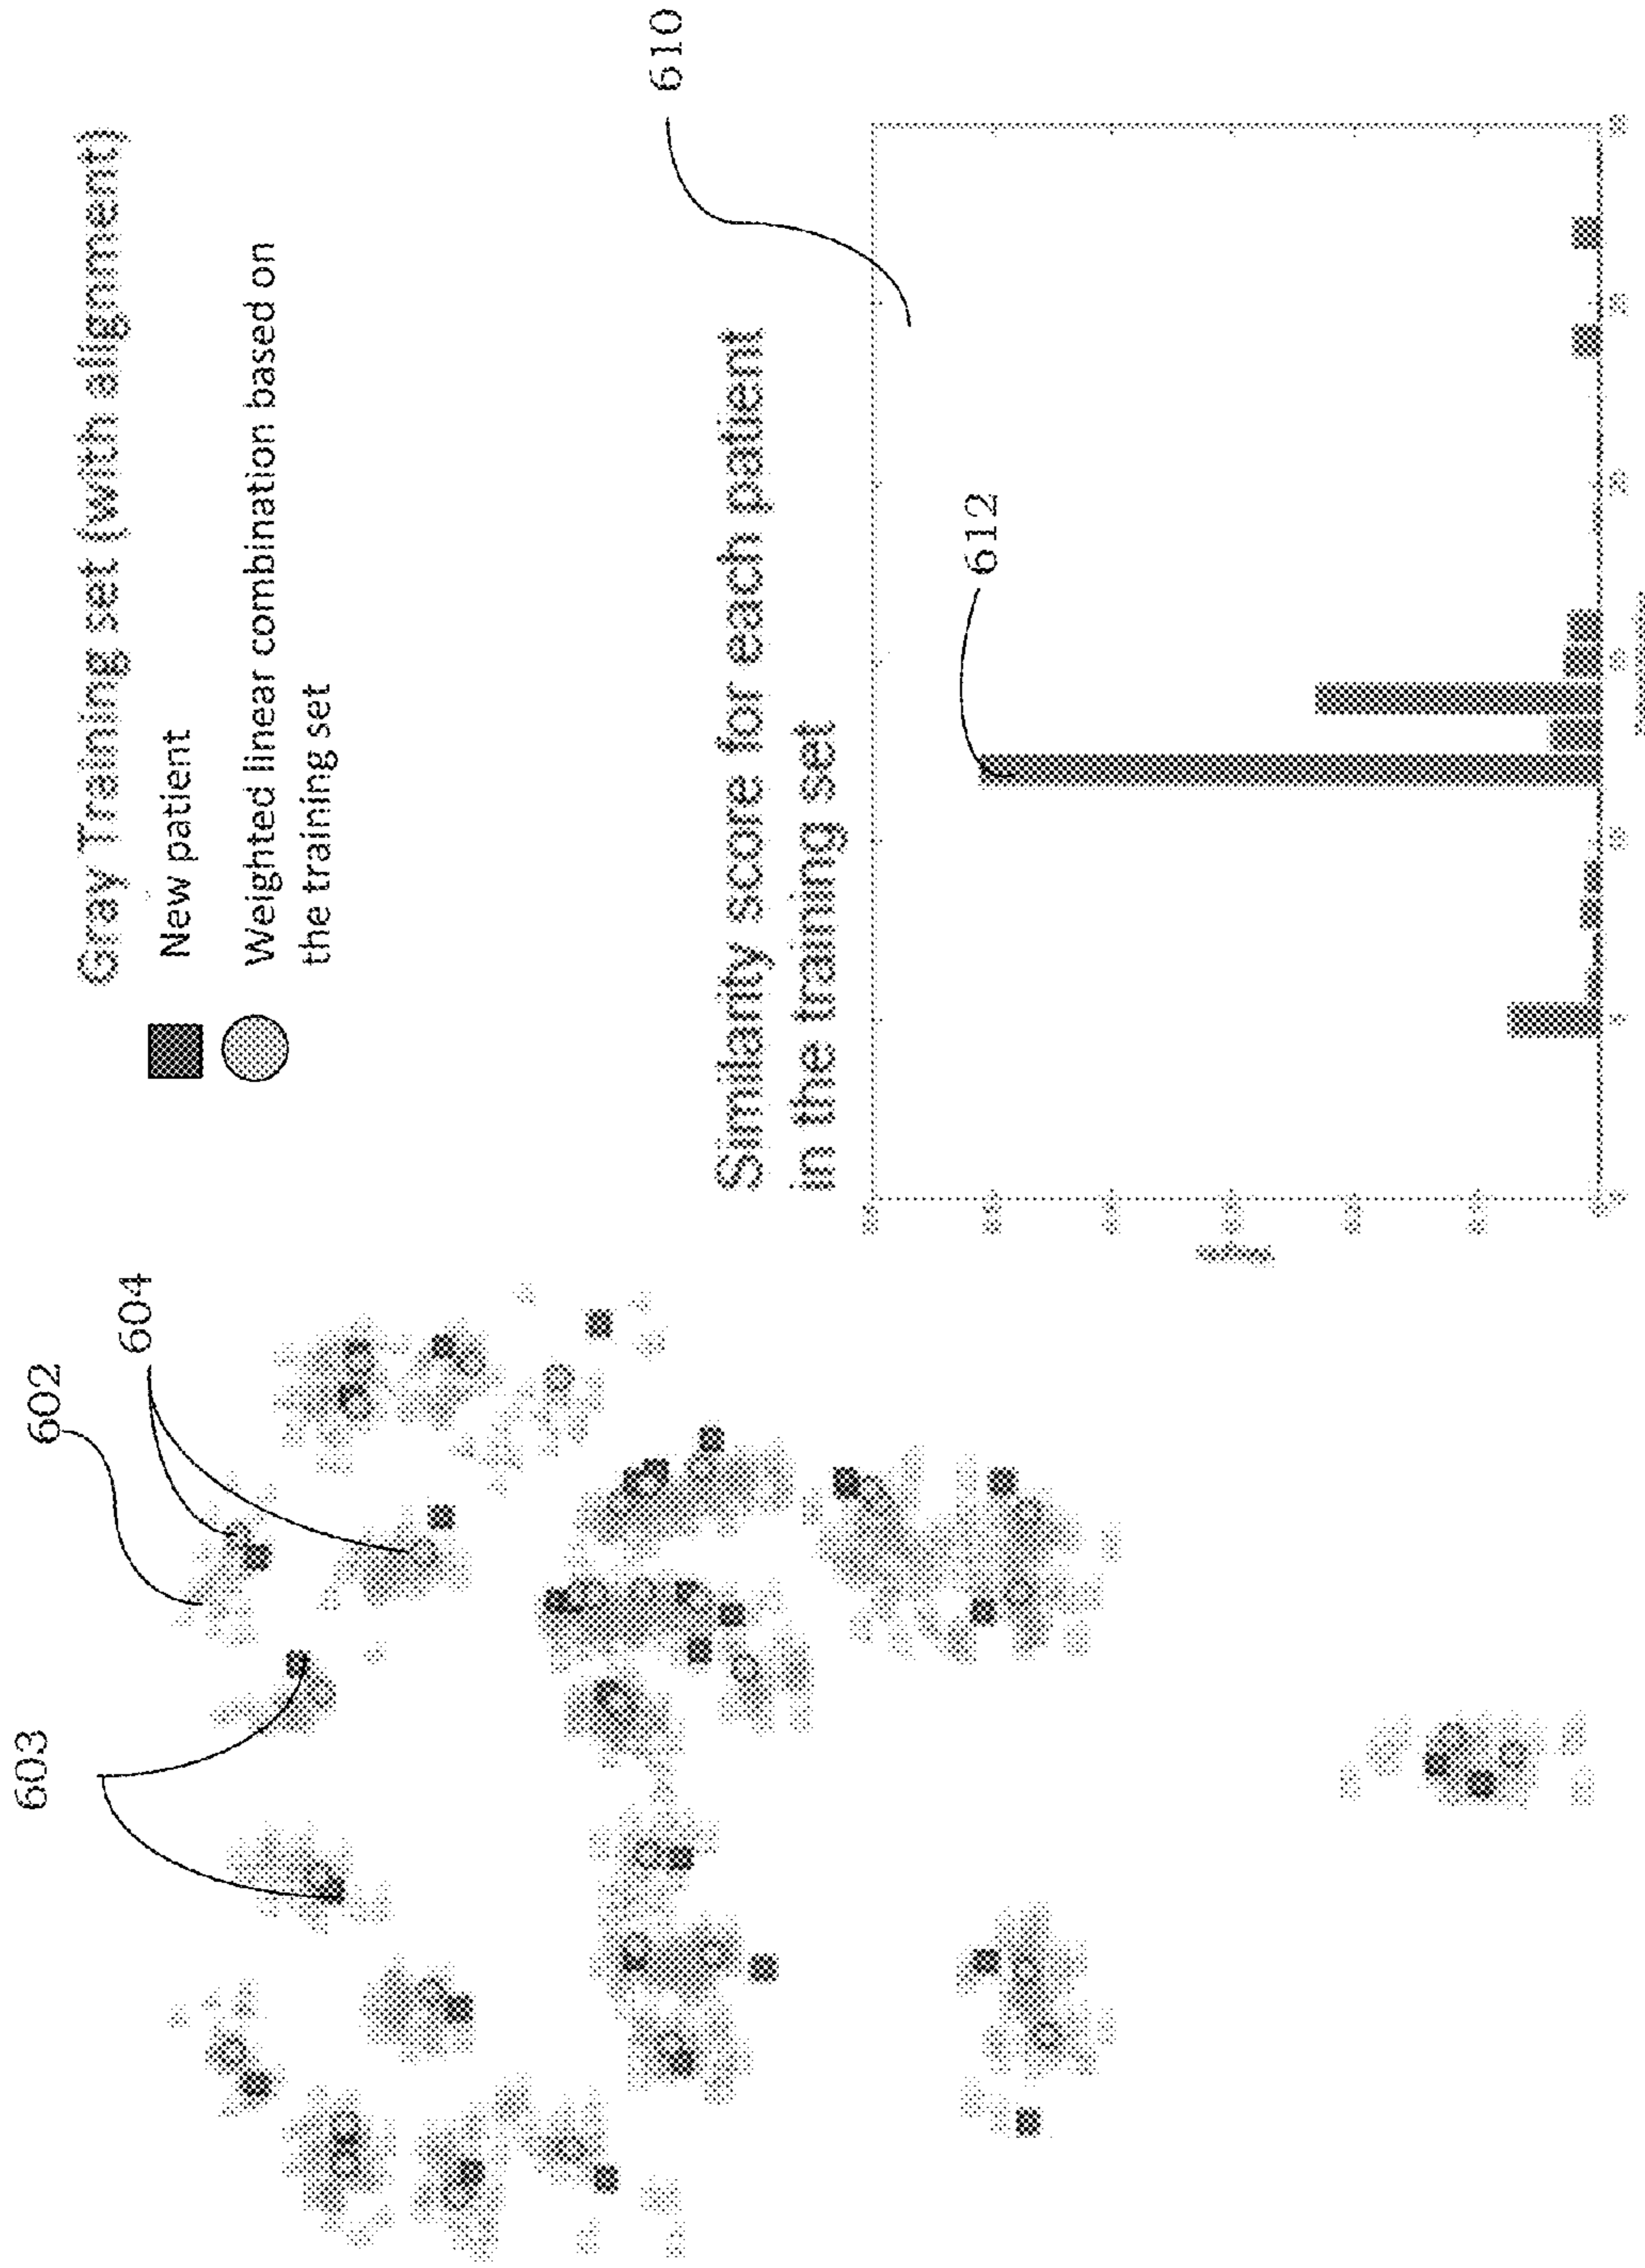 602
604
603
Gray Training set (with alignment)
New patient
Weighted linear combination based on
the training set
Similarity score for each patient
in the training set
610
612